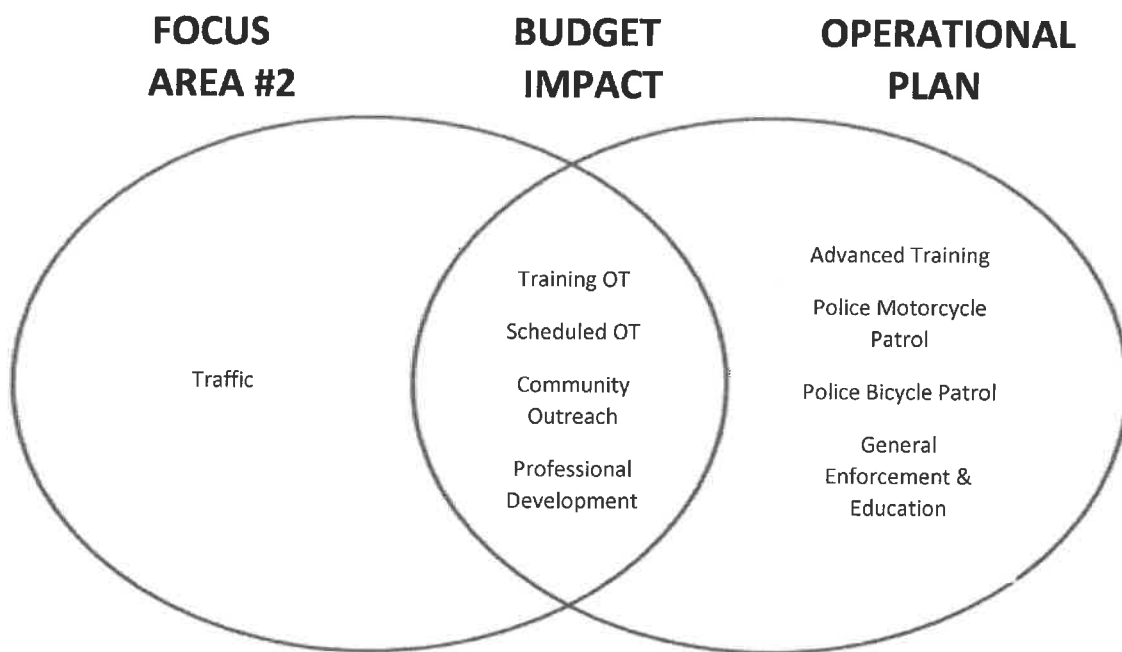 FOCUS
AREA #2
BUDGET
IMPACT
OPERATIONAL
PLAN
Traffic
Training OT
Scheduled OT
Community
Outreach
Professional
Development
Advanced Training
Police Motorcycle
Patrol
Police Bicycle Patrol
General
Enforcement &
Education